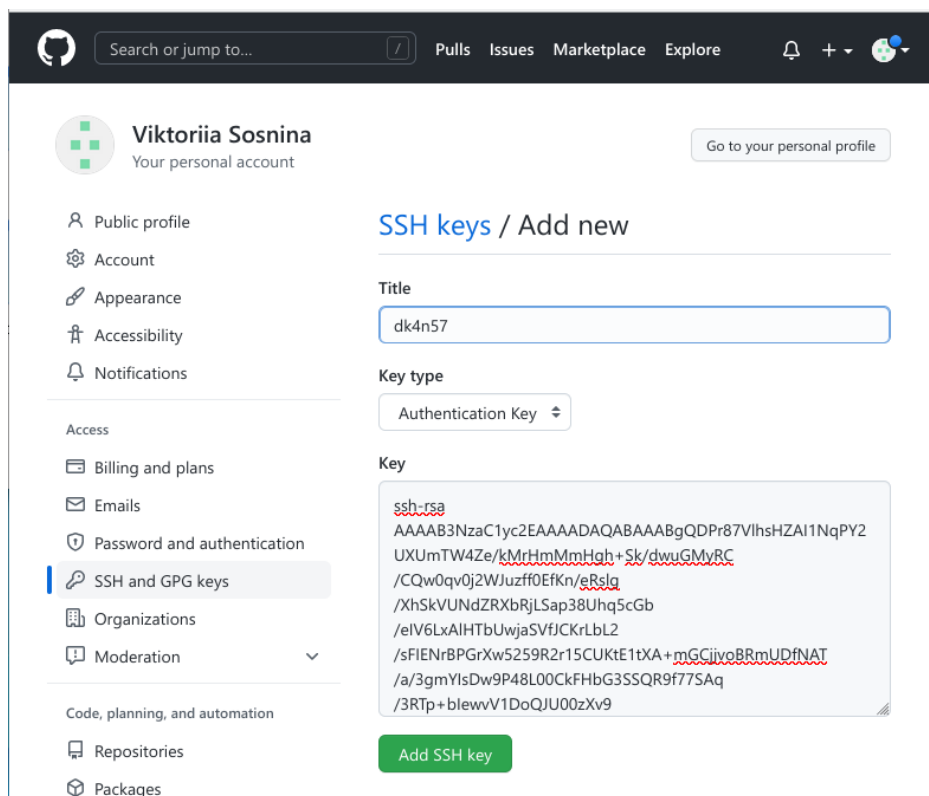 Search or jump to... /
Pulls Issues Marketplace Explore
Viktoriia Sosnina
Your personal account
Go to your personal profile
Public profile
Account
Appearance
Accessibility
Notifications
Access
Billing and plans
Emails
Password and authentication
SSH and GPG keys
Organizations
Moderation
Code, planning, and automation
Repositories
Packages
SSH keys / Add new
Title
dk4n57
Key type
Authentication Key
Key
ssh-rsa
AAAAB3NzaC1yc2EAAAADAQABAAABgQDPr87VlhsHZAI1NqPY2
UXUmTW4Ze/kMrHmMmHgh+Sk/dwuGMyRC
/CQw0qv0j2WJuzff0EfKn/eRslg
/XhSkVUNdZRXbRjLSap38Uhq5cGb
/eIV6LxAlHTbUwjaSVfJCKrLbL2
/sFIENrBPGrXw5259R2r15CUKtE1tXA+mGCjjvoBRmUDfNAT
/a/3gmYIsDw9P48L00CkFHbG3SSQR9f77SAq
/3RTp+bIewvV1DoQJU00zXv9
Add SSH key